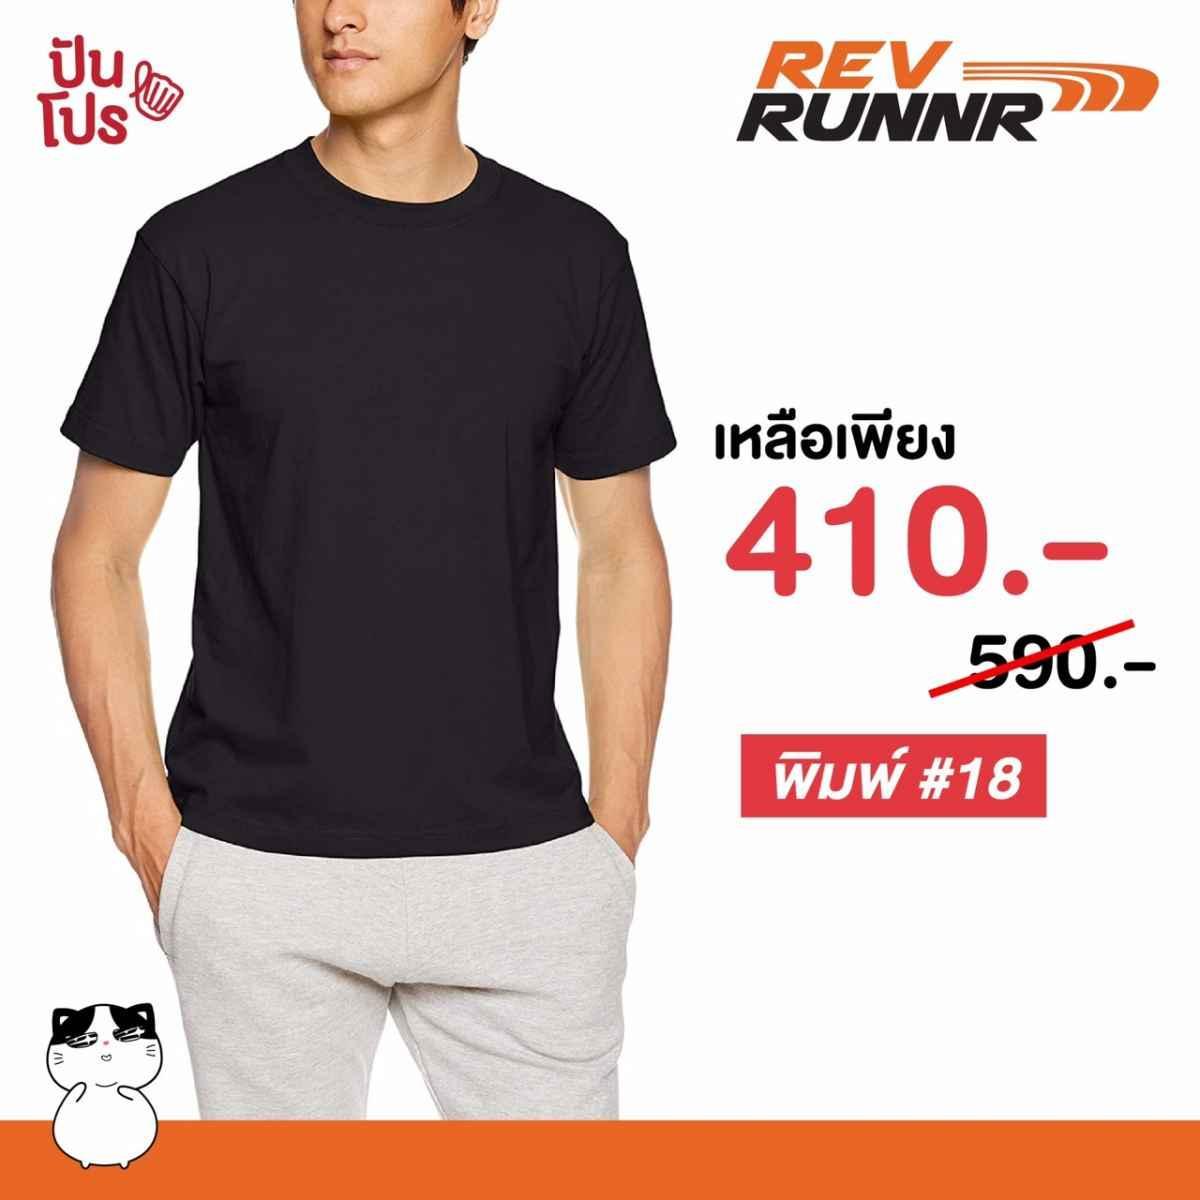 ปัน
โปร
REV
RUNNR
เหลือเพียง
410.-
590.-
พิมพ์ #18